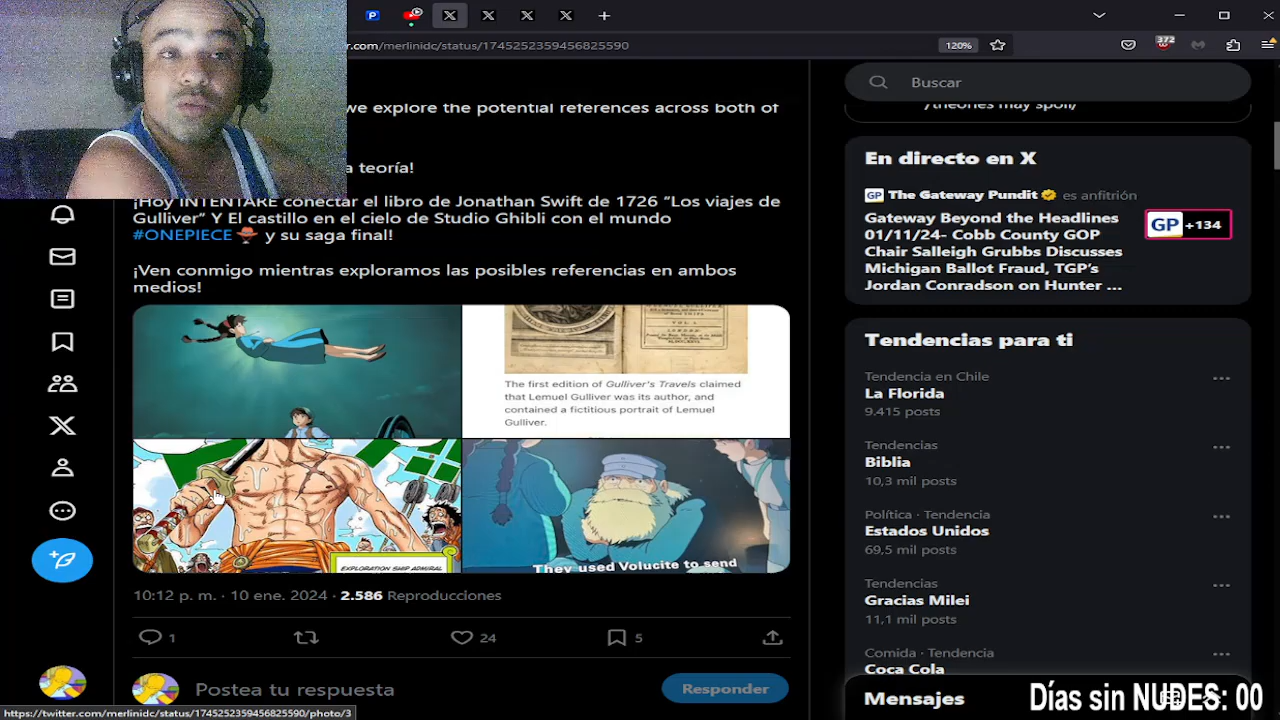 120%
r.com/merlinidc/status/1745252359456825590
372
Buscar
we explore the potential references across both of
/theories may spoil/
a teoría!
¡Hoy INTENTARÉ conectar el libro de Jonathan Swift de 1726 “Los viajes de
Gulliver” Y El castillo en el cielo de Studio Ghibli con el mundo
#ONEPIECE y su saga final!
¡Ven conmigo mientras exploramos las posibles referencias en ambos
medios!
VOL. I.
LONDON:
The first edition of Gulliver's Travels claimed
that Lemuel Gulliver was its author, and
contained a fictitious portrait of Lemuel
Gulliver.
EXPLORATION SHIP ADMIRAL
They used Volucite to send
10:12 p. m. · 10 ene. 2024 · 2.586 Reproducciones
1
24
5
Postea tu respuesta
Responder
https://twitter.com/merlinidc/status/1745252359456825590/photo/3
En directo en X
GP The Gateway Pundit es anfitrión
Gateway Beyond the Headlines
01/11/24- Cobb County GOP
Chair Salleigh Grubbs Discusses
Michigan Ballot Fraud, TGP’s
Jordan Conradson on Hunter ...
GP +134
Tendencias para ti
Tendencia en Chile
La Florida
9.415 posts
Tendencias
Biblia
10,3 mil posts
Política · Tendencia
Estados Unidos
69,5 mil posts
Tendencias
Gracias Milei
11,1 mil posts
Comida · Tendencia
Coca Cola
Mensajes
Días sin NUDES: 00